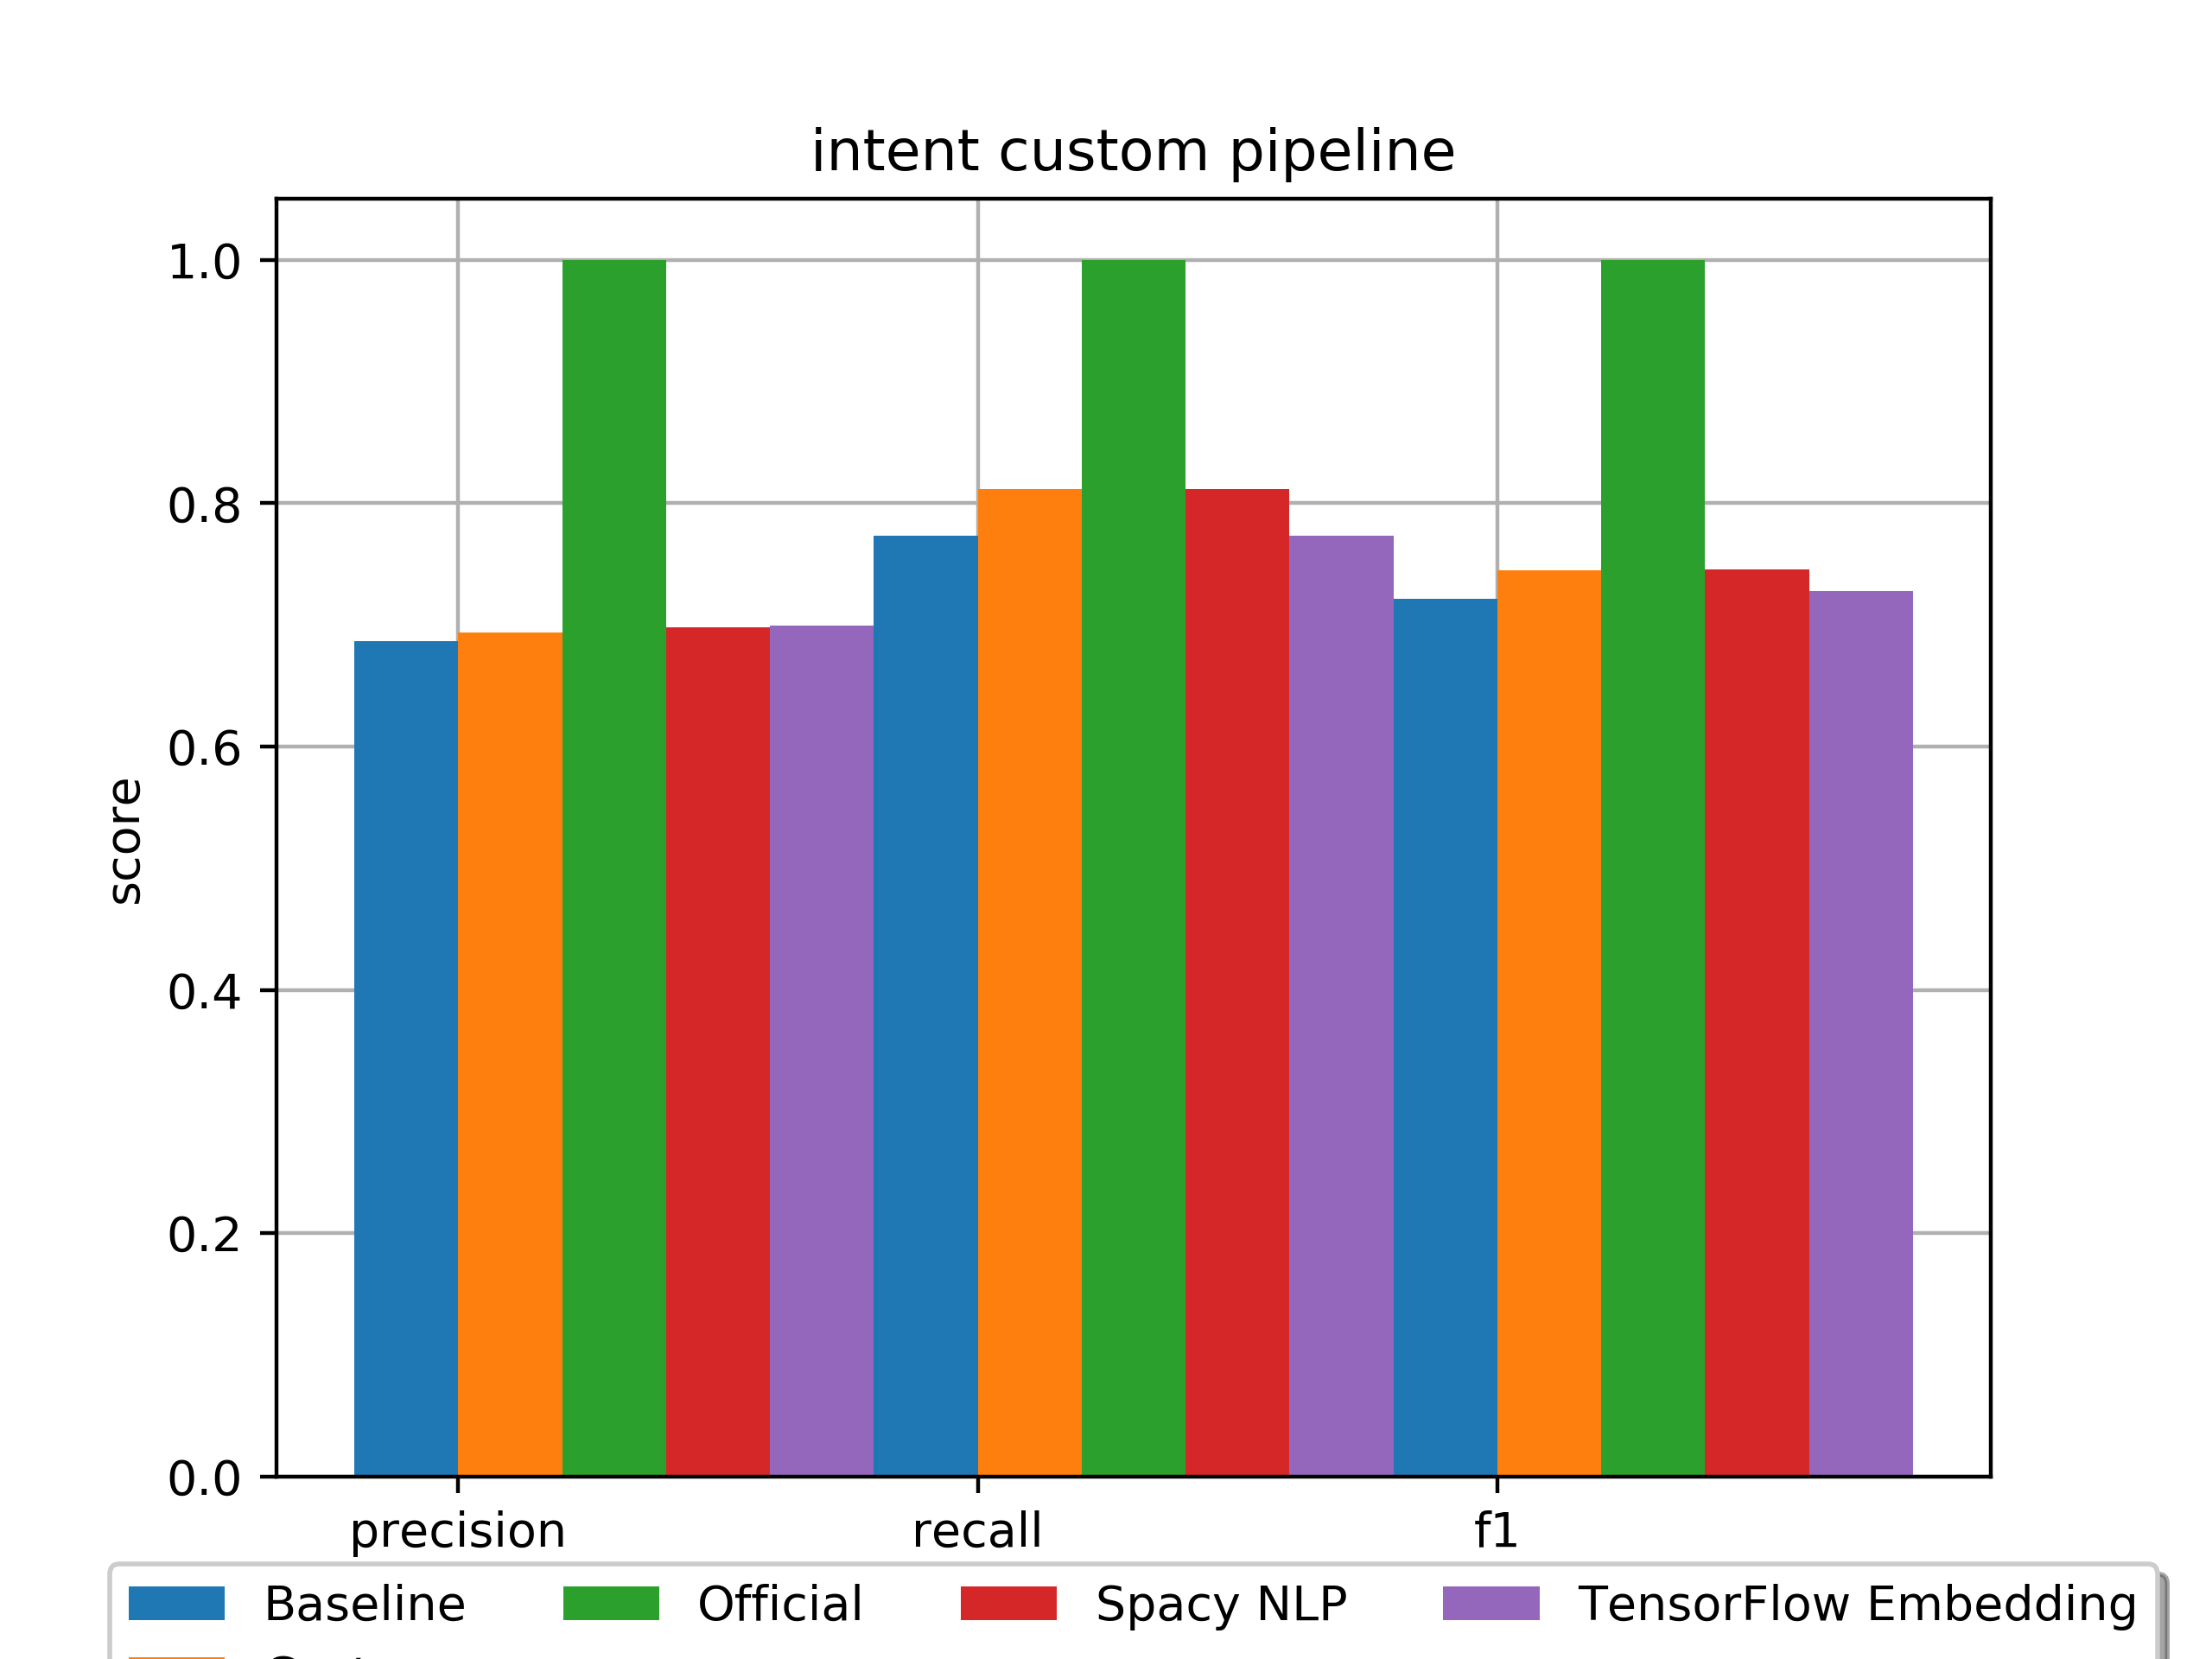 intent custom pipeline
1.0
0.8
0.6
0.4
0.2
0.0
score
precision recall f1
Baseline Official Spacy NLP TensorFlow Embedding